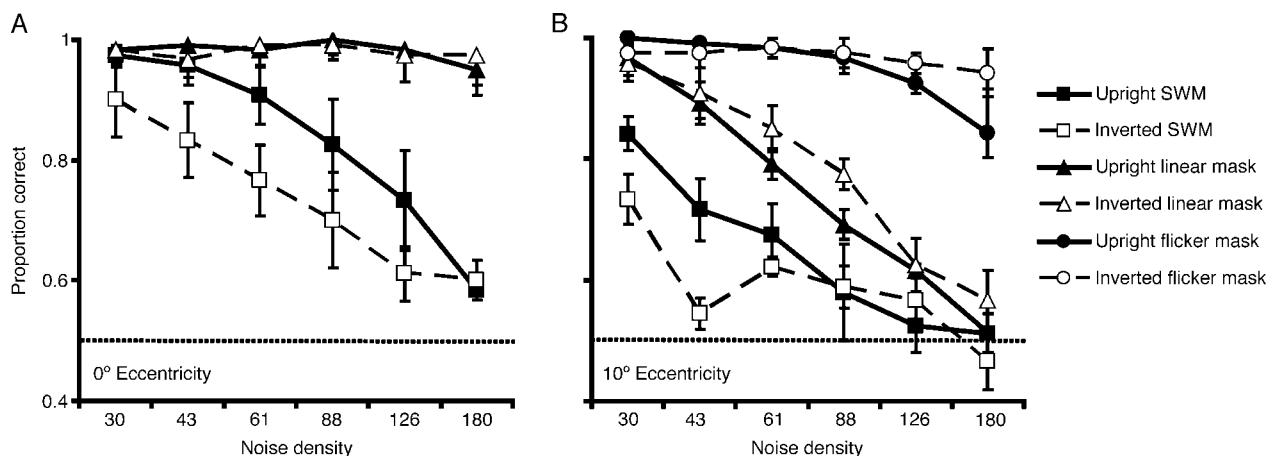 A
B
1
0.8
0.6
0.4
Proportion correct
0º Eccentricity
30 43 61 88 126 180
Noise density
10º Eccentricity
30 43 61 88 126 180
Noise density
Upright SWM
Inverted SWM
Upright linear mask
Inverted linear mask
Upright flicker mask
Inverted flicker mask